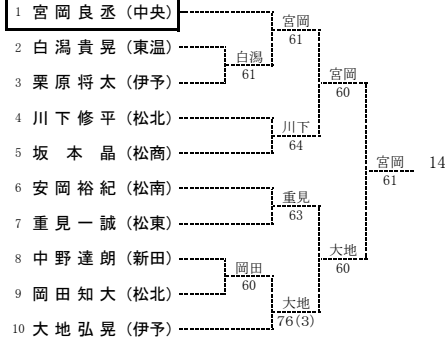 1 宮岡良丞(中央)
2 白潟貴晃(東温)
3 栗原将太(伊予)
4 川下修平(松北)
5 坂本晶(松商)
6 安岡裕紀(松南)
7 重見一誠(松東)
8 中野達朗(新田)
9 岡田知大(松北)
10 大地弘晃(伊予)
白潟
61
岡田
60
宮岡
61
川下
64
重見
63
大地
76(3)
宮岡
60
大地
60
宮岡
61
14